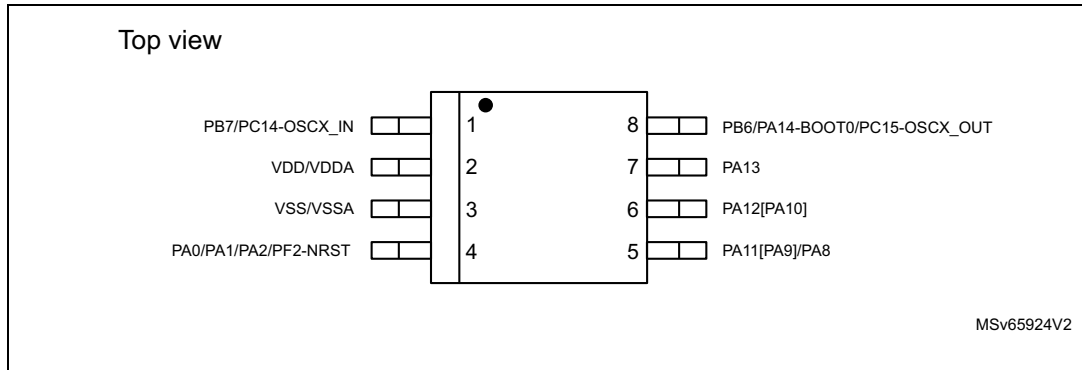 Top view
PB7/PC14-OSCX_IN 1 8 PB6/PA14-BOOT0/PC15-OSCX_OUT
VDD/VDDA 2 7 PA13
VSS/VSSA 3 6 PA12[PA10]
PA0/PA1/PA2/PF2-NRST 4 5 PA11[PA9]/PA8
MSv65924V2